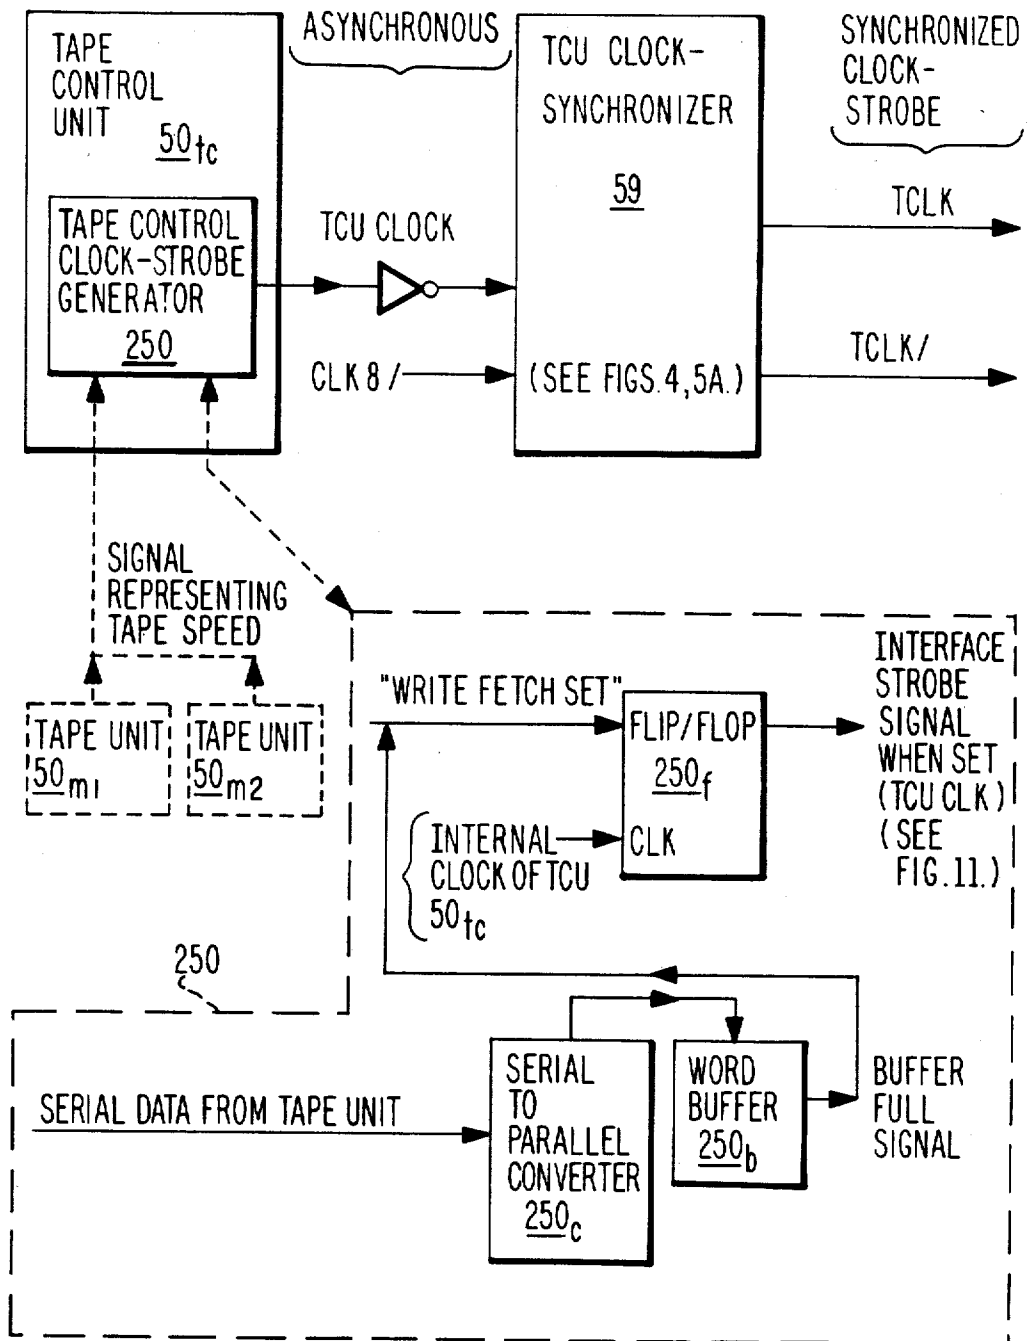 TAPE
CONTROL
UNIT
50tc
TAPE CONTROL
CLOCK-STROBE
GENERATOR
250
ASYNCHRONOUS
TCU CLOCK
CLK 8 /
TCU CLOCK-
SYNCHRONIZER
59
(SEE FIGS. 4, 5A.)
SYNCHRONIZED
CLOCK-
STROBE
TCLK
TCLK/
SIGNAL
REPRESENTING
TAPE SPEED
TAPE UNIT
50m1
TAPE UNIT
50m2
"WRITE FETCH SET"
FLIP/FLOP
250f
CLK
INTERNAL
CLOCK OF TCU
50tc
INTERFACE
STROBE
SIGNAL
WHEN SET
(TCU CLK)
(SEE
FIG. 11.)
250
SERIAL DATA FROM TAPE UNIT
SERIAL
TO
PARALLEL
CONVERTER
250c
WORD
BUFFER
250b
BUFFER
FULL
SIGNAL